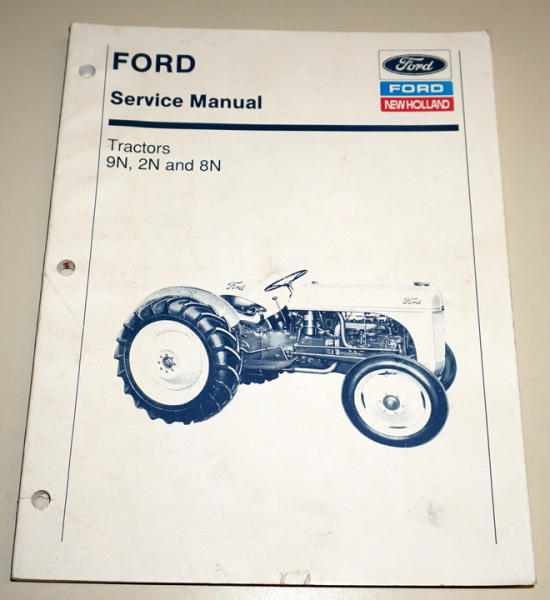 FORD
Ford
FORD
NEW HOLLAND
Service Manual
Tractors
9N, 2N and 8N
Ford
Ford